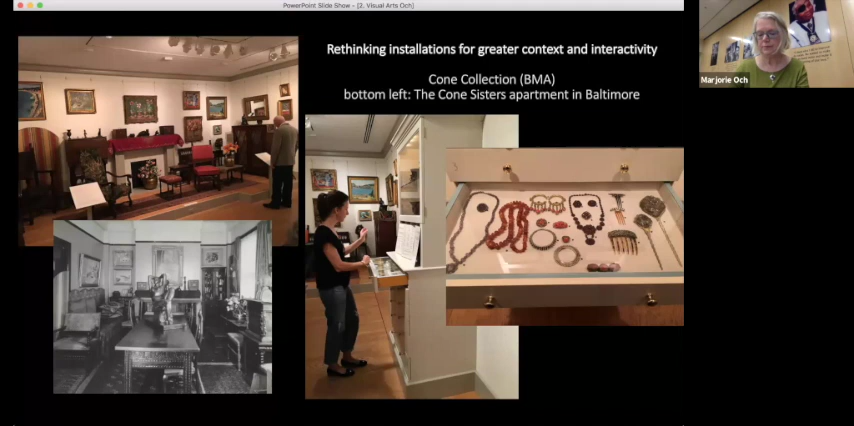 PowerPoint Slide Show - [2. Visual Arts Och]
Rethinking installations for greater context and interactivity
Cone Collection (BMA)
bottom left: The Cone Sisters apartment in Baltimore
Marjorie Och